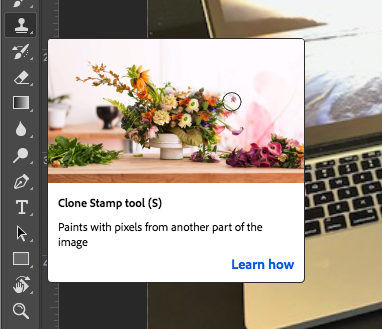 Clone Stamp tool (S)
Paints with pixels from another part of the
image
Learn how